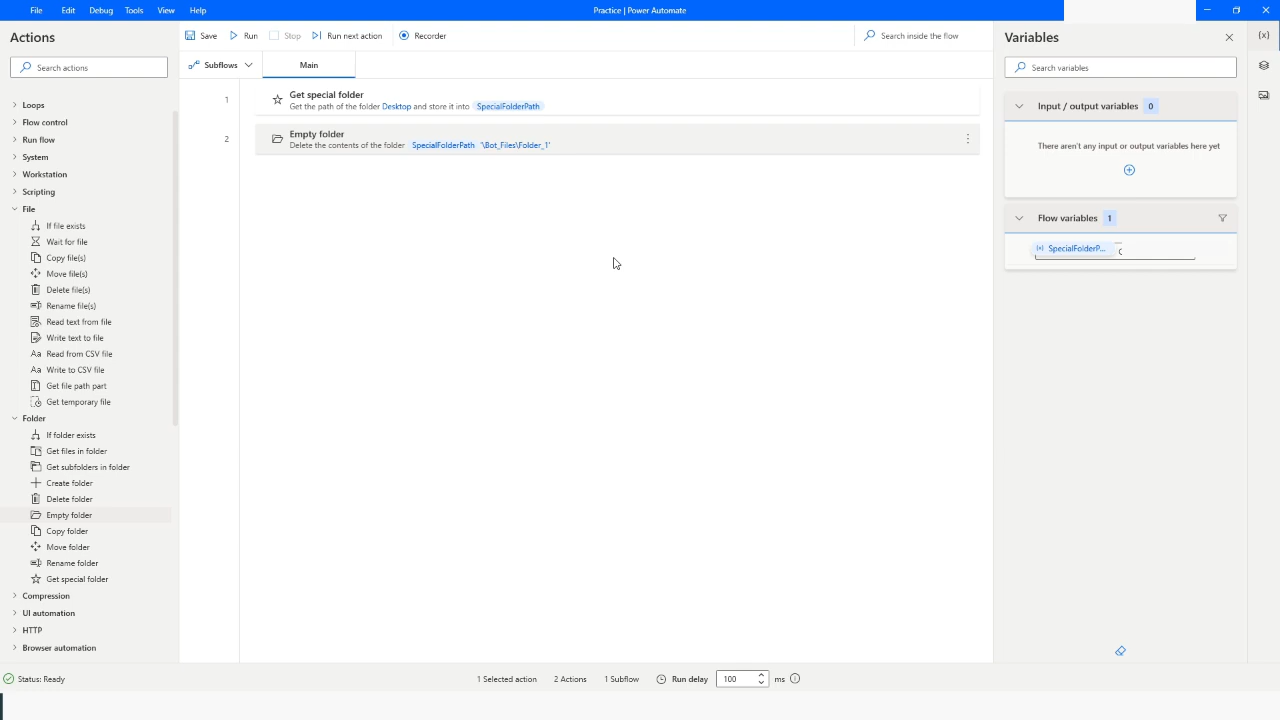 File Edit Debug Tools View Help
Practice | Power Automate
Actions
Search actions
Loops
Flow control
Run flow
System
Workstation
Scripting
File
If file exists
Wait for file
Copy file(s)
Move file(s)
Delete file(s)
Rename file(s)
Read text from file
Write text to file
Aa Read from CSV file
Aa Write to CSV file
Get file path part
Get temporary file
Folder
If folder exists
Get files in folder
Get subfolders in folder
Create folder
Delete folder
Empty folder
Copy folder
Move folder
Rename folder
Get special folder
Compression
UI automation
HTTP
Browser automation
Save Run Stop Run next action Recorder
Search inside the flow
Subflows Main
1
Get special folder
Get the path of the folder Desktop and store it into SpecialFolderPath
2
Empty folder
Delete the contents of the folder SpecialFolderPath '\Bot_Files\Folder_1'
Variables
{x}
Search variables
Input / output variables 0
There aren't any input or output variables here yet
Flow variables 1
(x) SpecialFolderP...
Status: Ready
1 Selected action 2 Actions 1 Subflow Run delay 100 ms